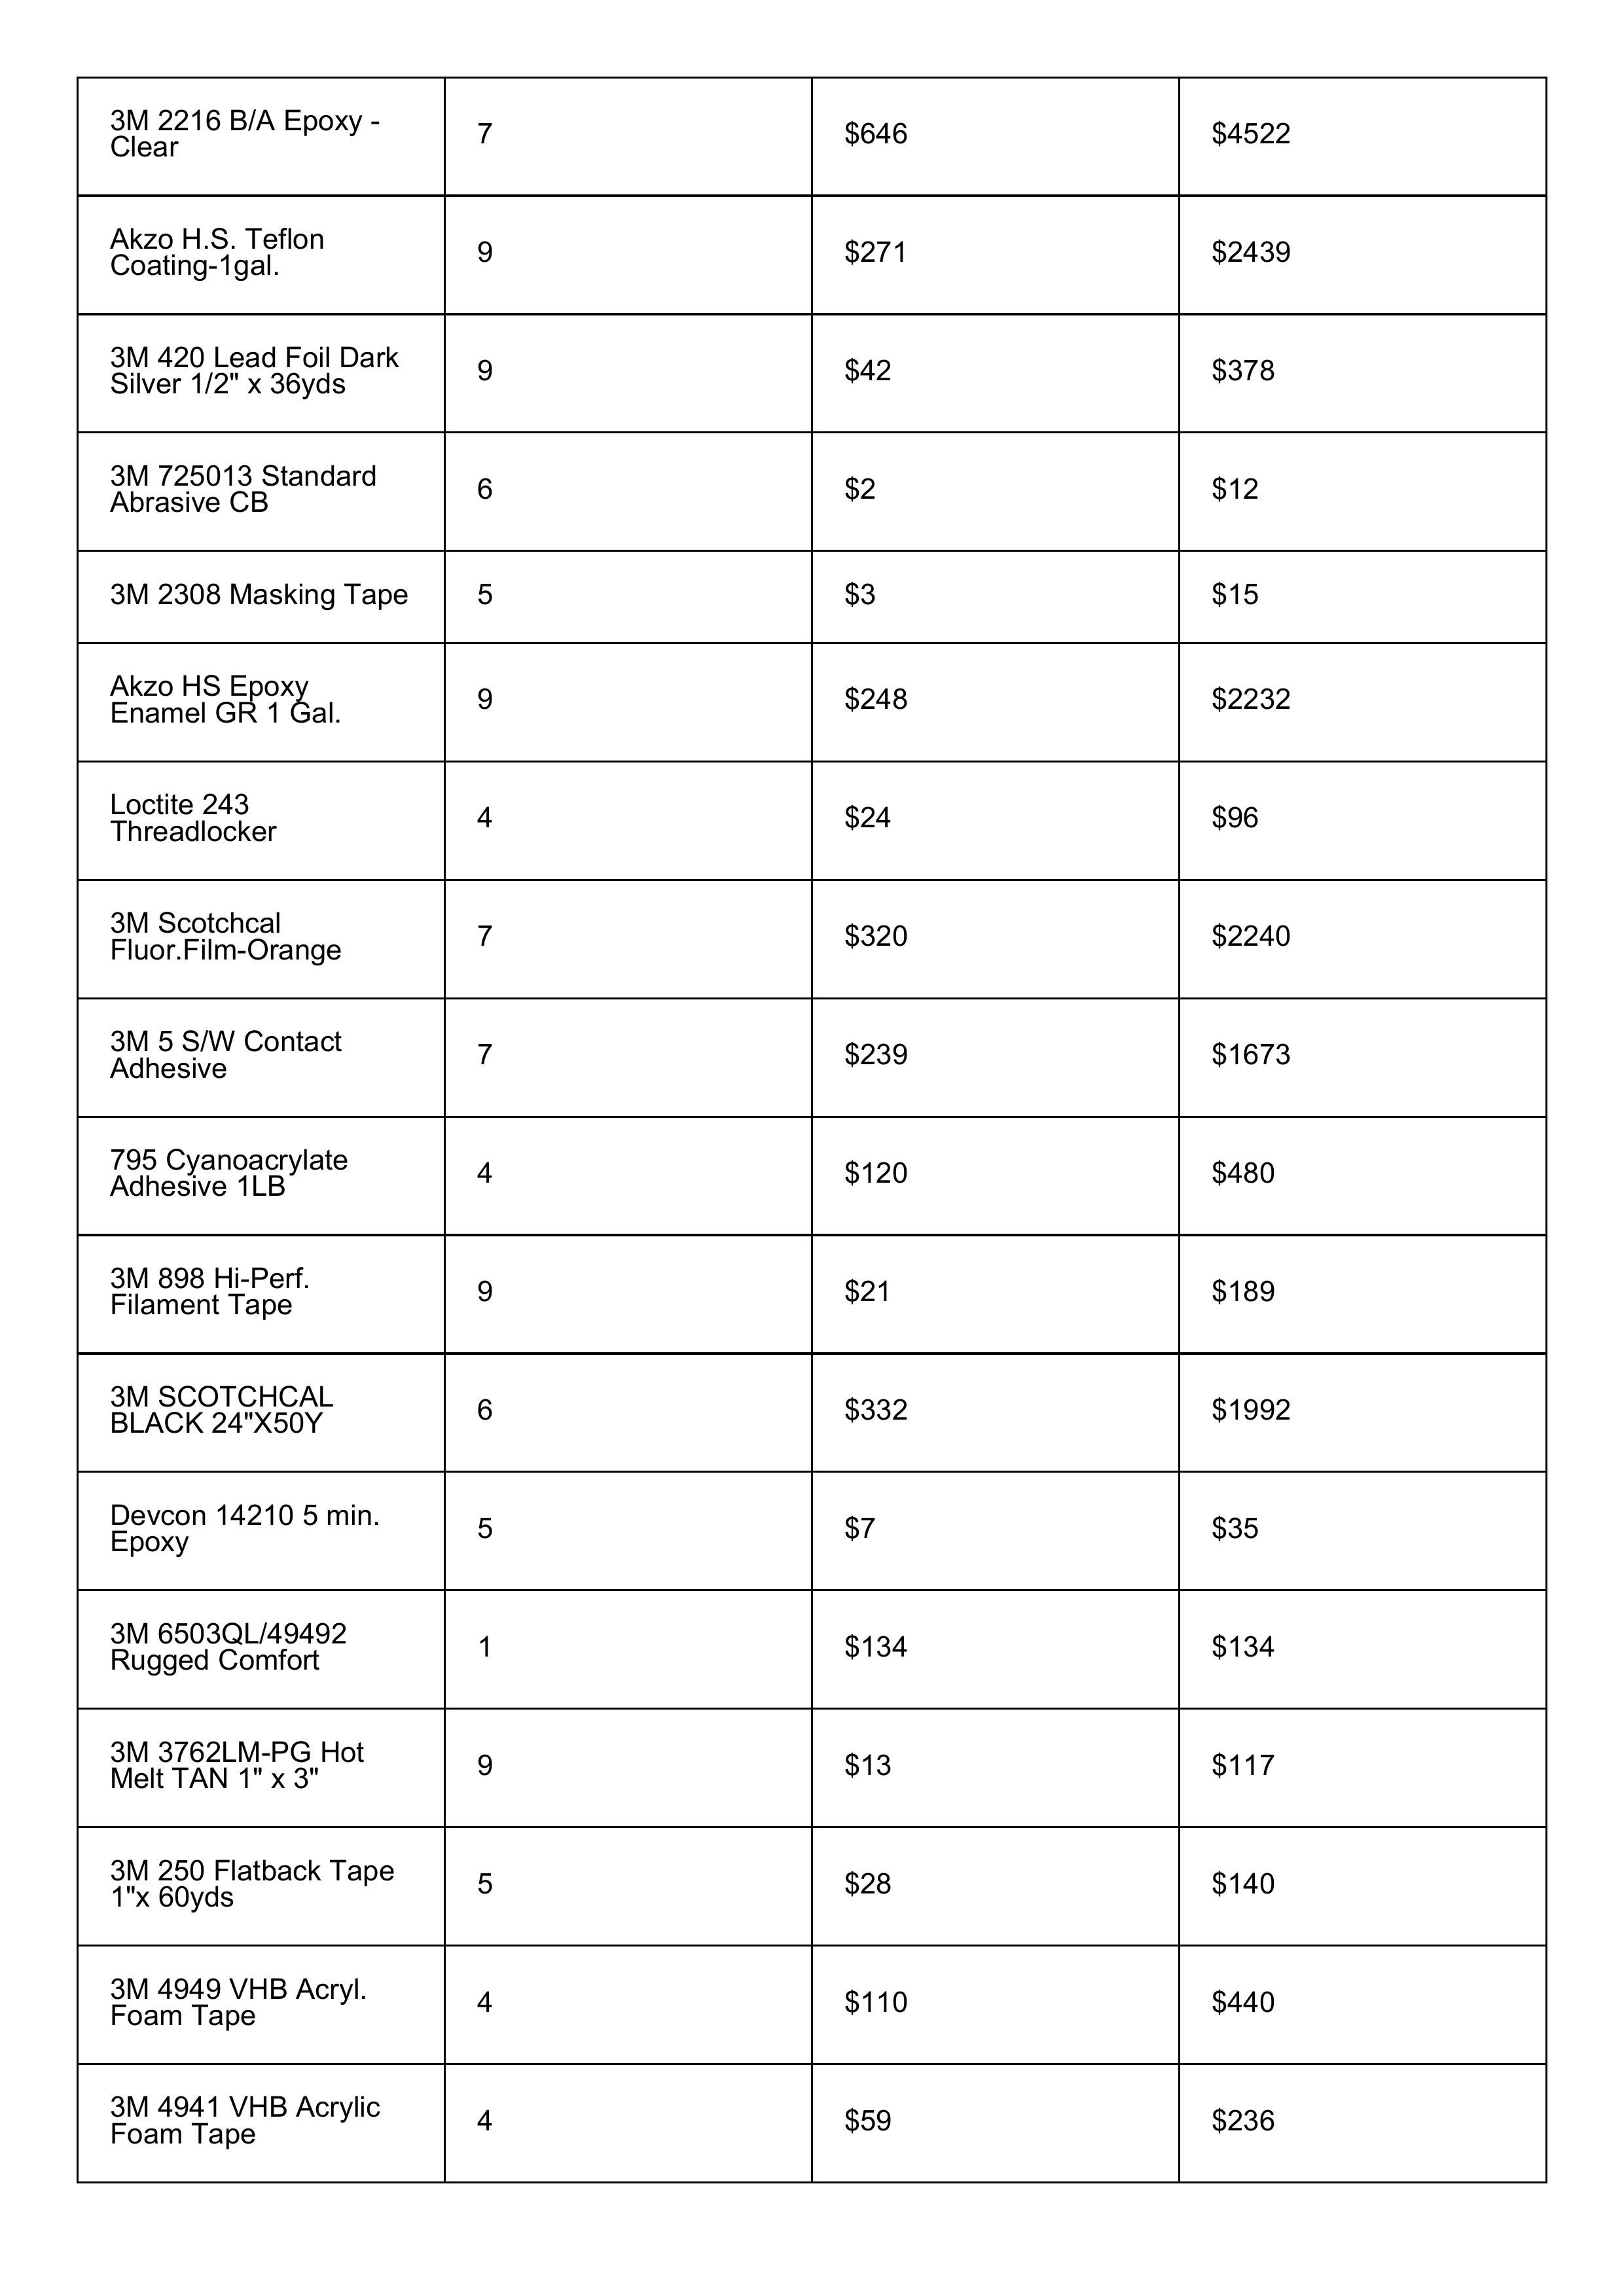 3M 2216 B/A Epoxy -
Clear
7
$646
$4522
Akzo H.S. Teflon
Coating-1gal.
9
$271
$2439
3M 420 Lead Foil Dark
Silver 1/2" x 36yds
9
$42
$378
3M 725013 Standard
Abrasive CB
6
$2
$12
3M 2308 Masking Tape
5
$3
$15
Akzo HS Epoxy
Enamel GR 1 Gal.
9
$248
$2232
Loctite 243
Threadlocker
4
$24
$96
3M Scotchcal
Fluor.Film-Orange
7
$320
$2240
3M 5 S/W Contact
Adhesive
7
$239
$1673
795 Cyanoacrylate
Adhesive 1LB
4
$120
$480
3M 898 Hi-Perf.
Filament Tape
9
$21
$189
3M SCOTCHCAL
BLACK 24"X50Y
6
$332
$1992
Devcon 14210 5 min.
Epoxy
5
$7
$35
3M 6503QL/49492
Rugged Comfort
1
$134
$134
3M 3762LM-PG Hot
Melt TAN 1" x 3"
9
$13
$117
3M 250 Flatback Tape
1"x 60yds
5
$28
$140
3M 4949 VHB Acryl.
Foam Tape
4
$110
$440
3M 4941 VHB Acrylic
Foam Tape
4
$59
$236